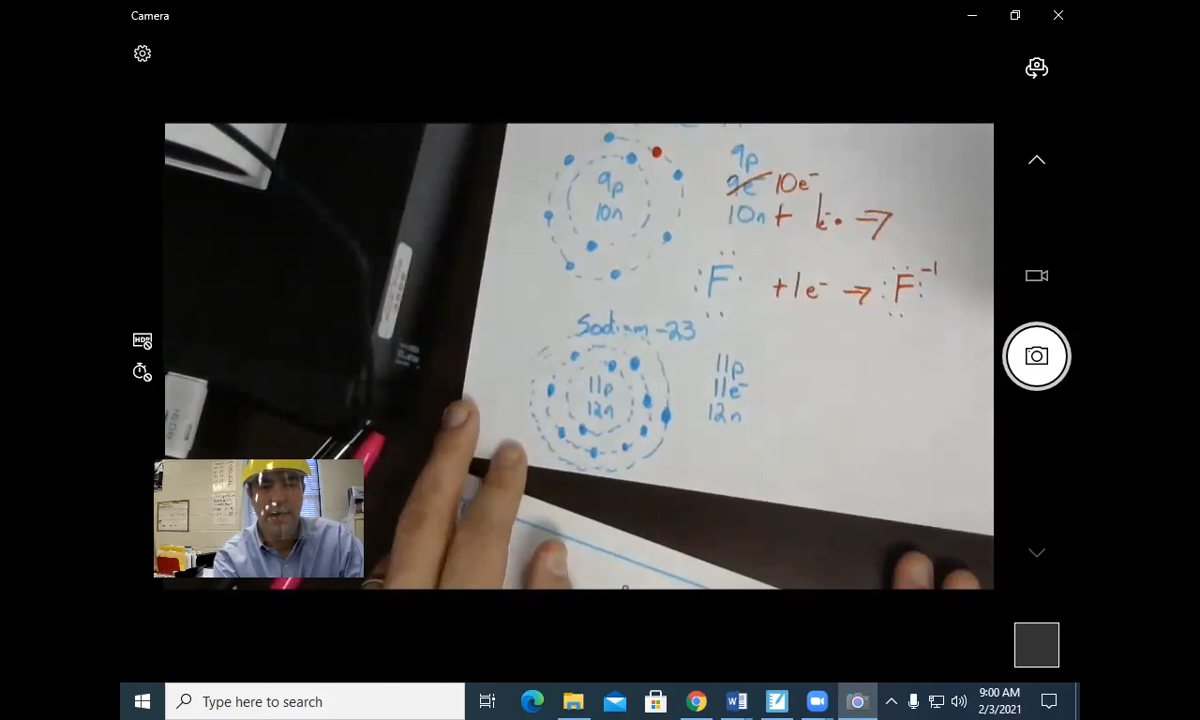 Camera
9p
10n
9p
9e⁻ 10e⁻
10n + 1e⁻ • →
F + 1e⁻ → F⁻¹
Sodium-23
11p
12n
11p
11e⁻
12n
Type here to search
9:00 AM
2/3/2021